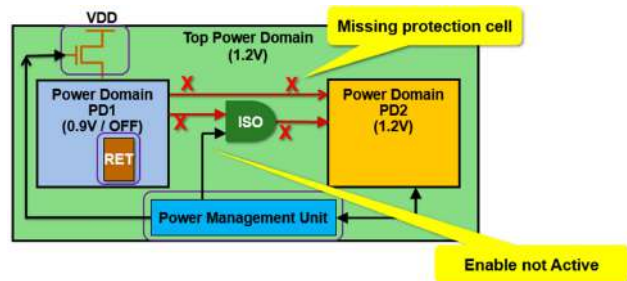 VDD
Top Power Domain
(1.2V)
Missing protection cell
X
X
Power Domain
PD1
(0.9V / OFF)
X
ISO
X
Power Domain
PD2
(1.2V)
RET
Power Management Unit
Enable not Active